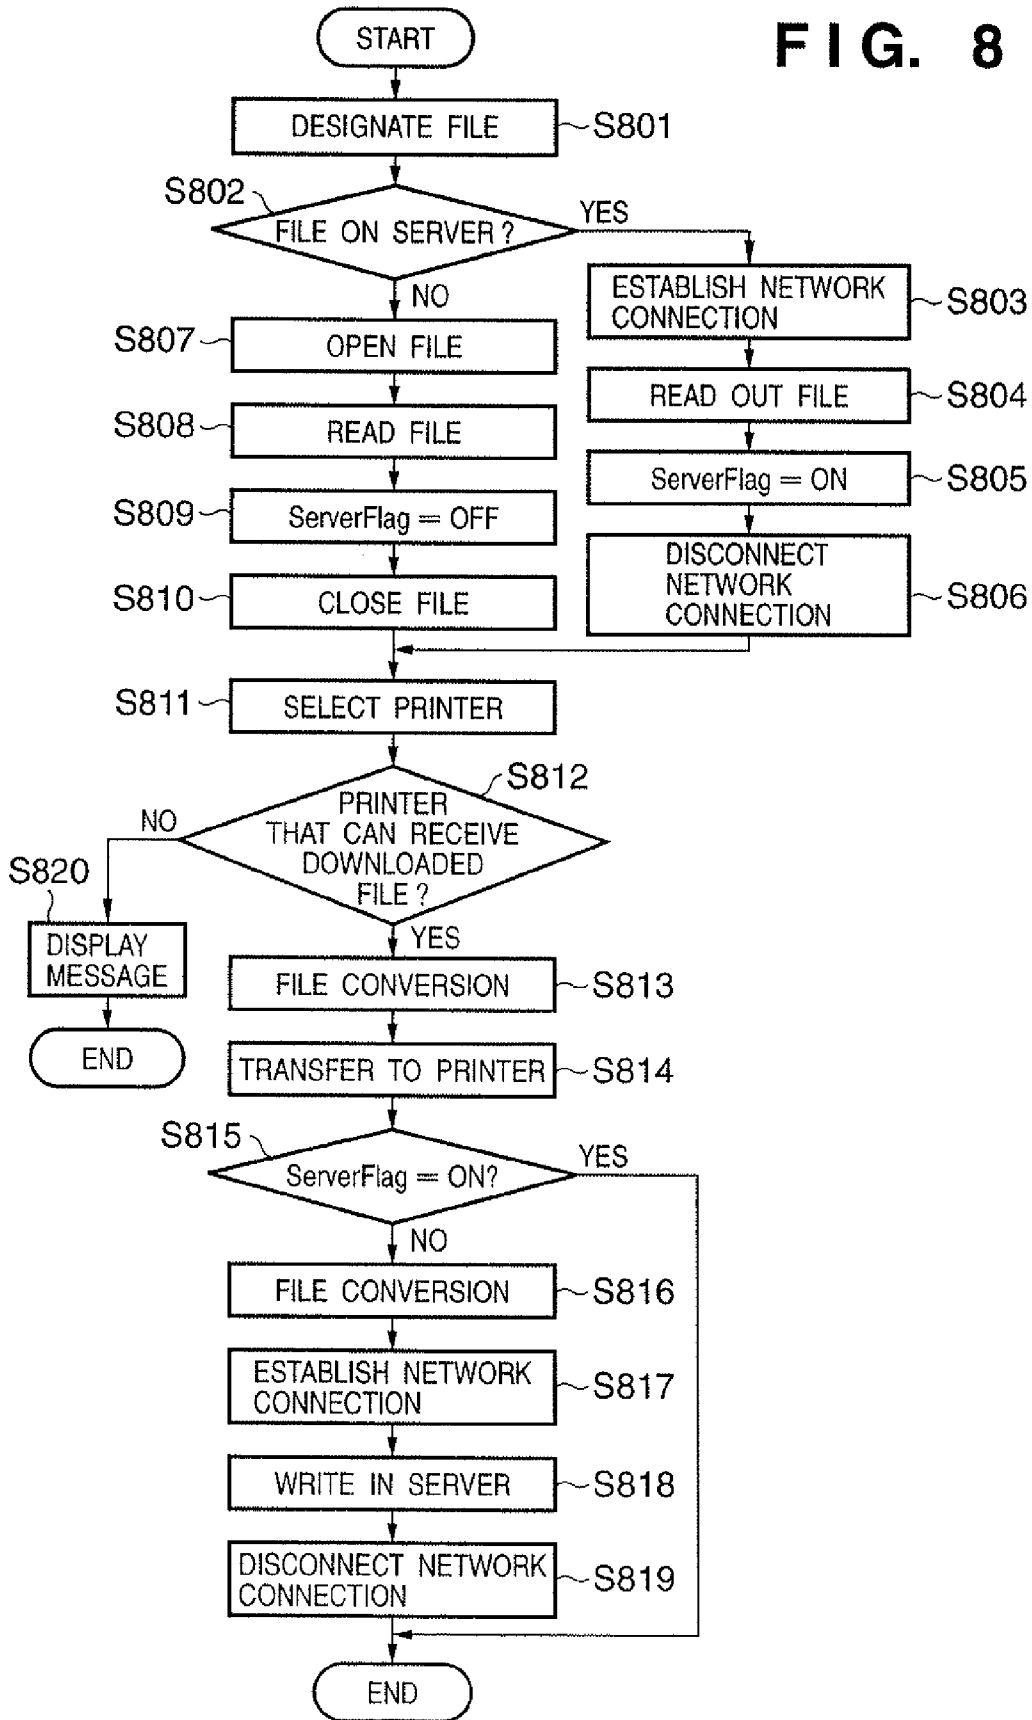 FIG. 8
START
DESIGNATE FILE
S801
S802
FILE ON SERVER?
YES
NO
ESTABLISH NETWORK
CONNECTION
S803
S807
OPEN FILE
READ OUT FILE
S804
S808
READ FILE
ServerFlag = ON
S805
S809
ServerFlag = OFF
DISCONNECT
NETWORK
CONNECTION
S806
S810
CLOSE FILE
S811
SELECT PRINTER
S812
PRINTER
THAT CAN RECEIVE
DOWNLOADED
FILE?
NO
YES
S820
DISPLAY
MESSAGE
END
FILE CONVERSION
S813
TRANSFER TO PRINTER
S814
S815
ServerFlag = ON?
YES
NO
FILE CONVERSION
S816
ESTABLISH NETWORK
CONNECTION
S817
WRITE IN SERVER
S818
DISCONNECT NETWORK
CONNECTION
S819
END